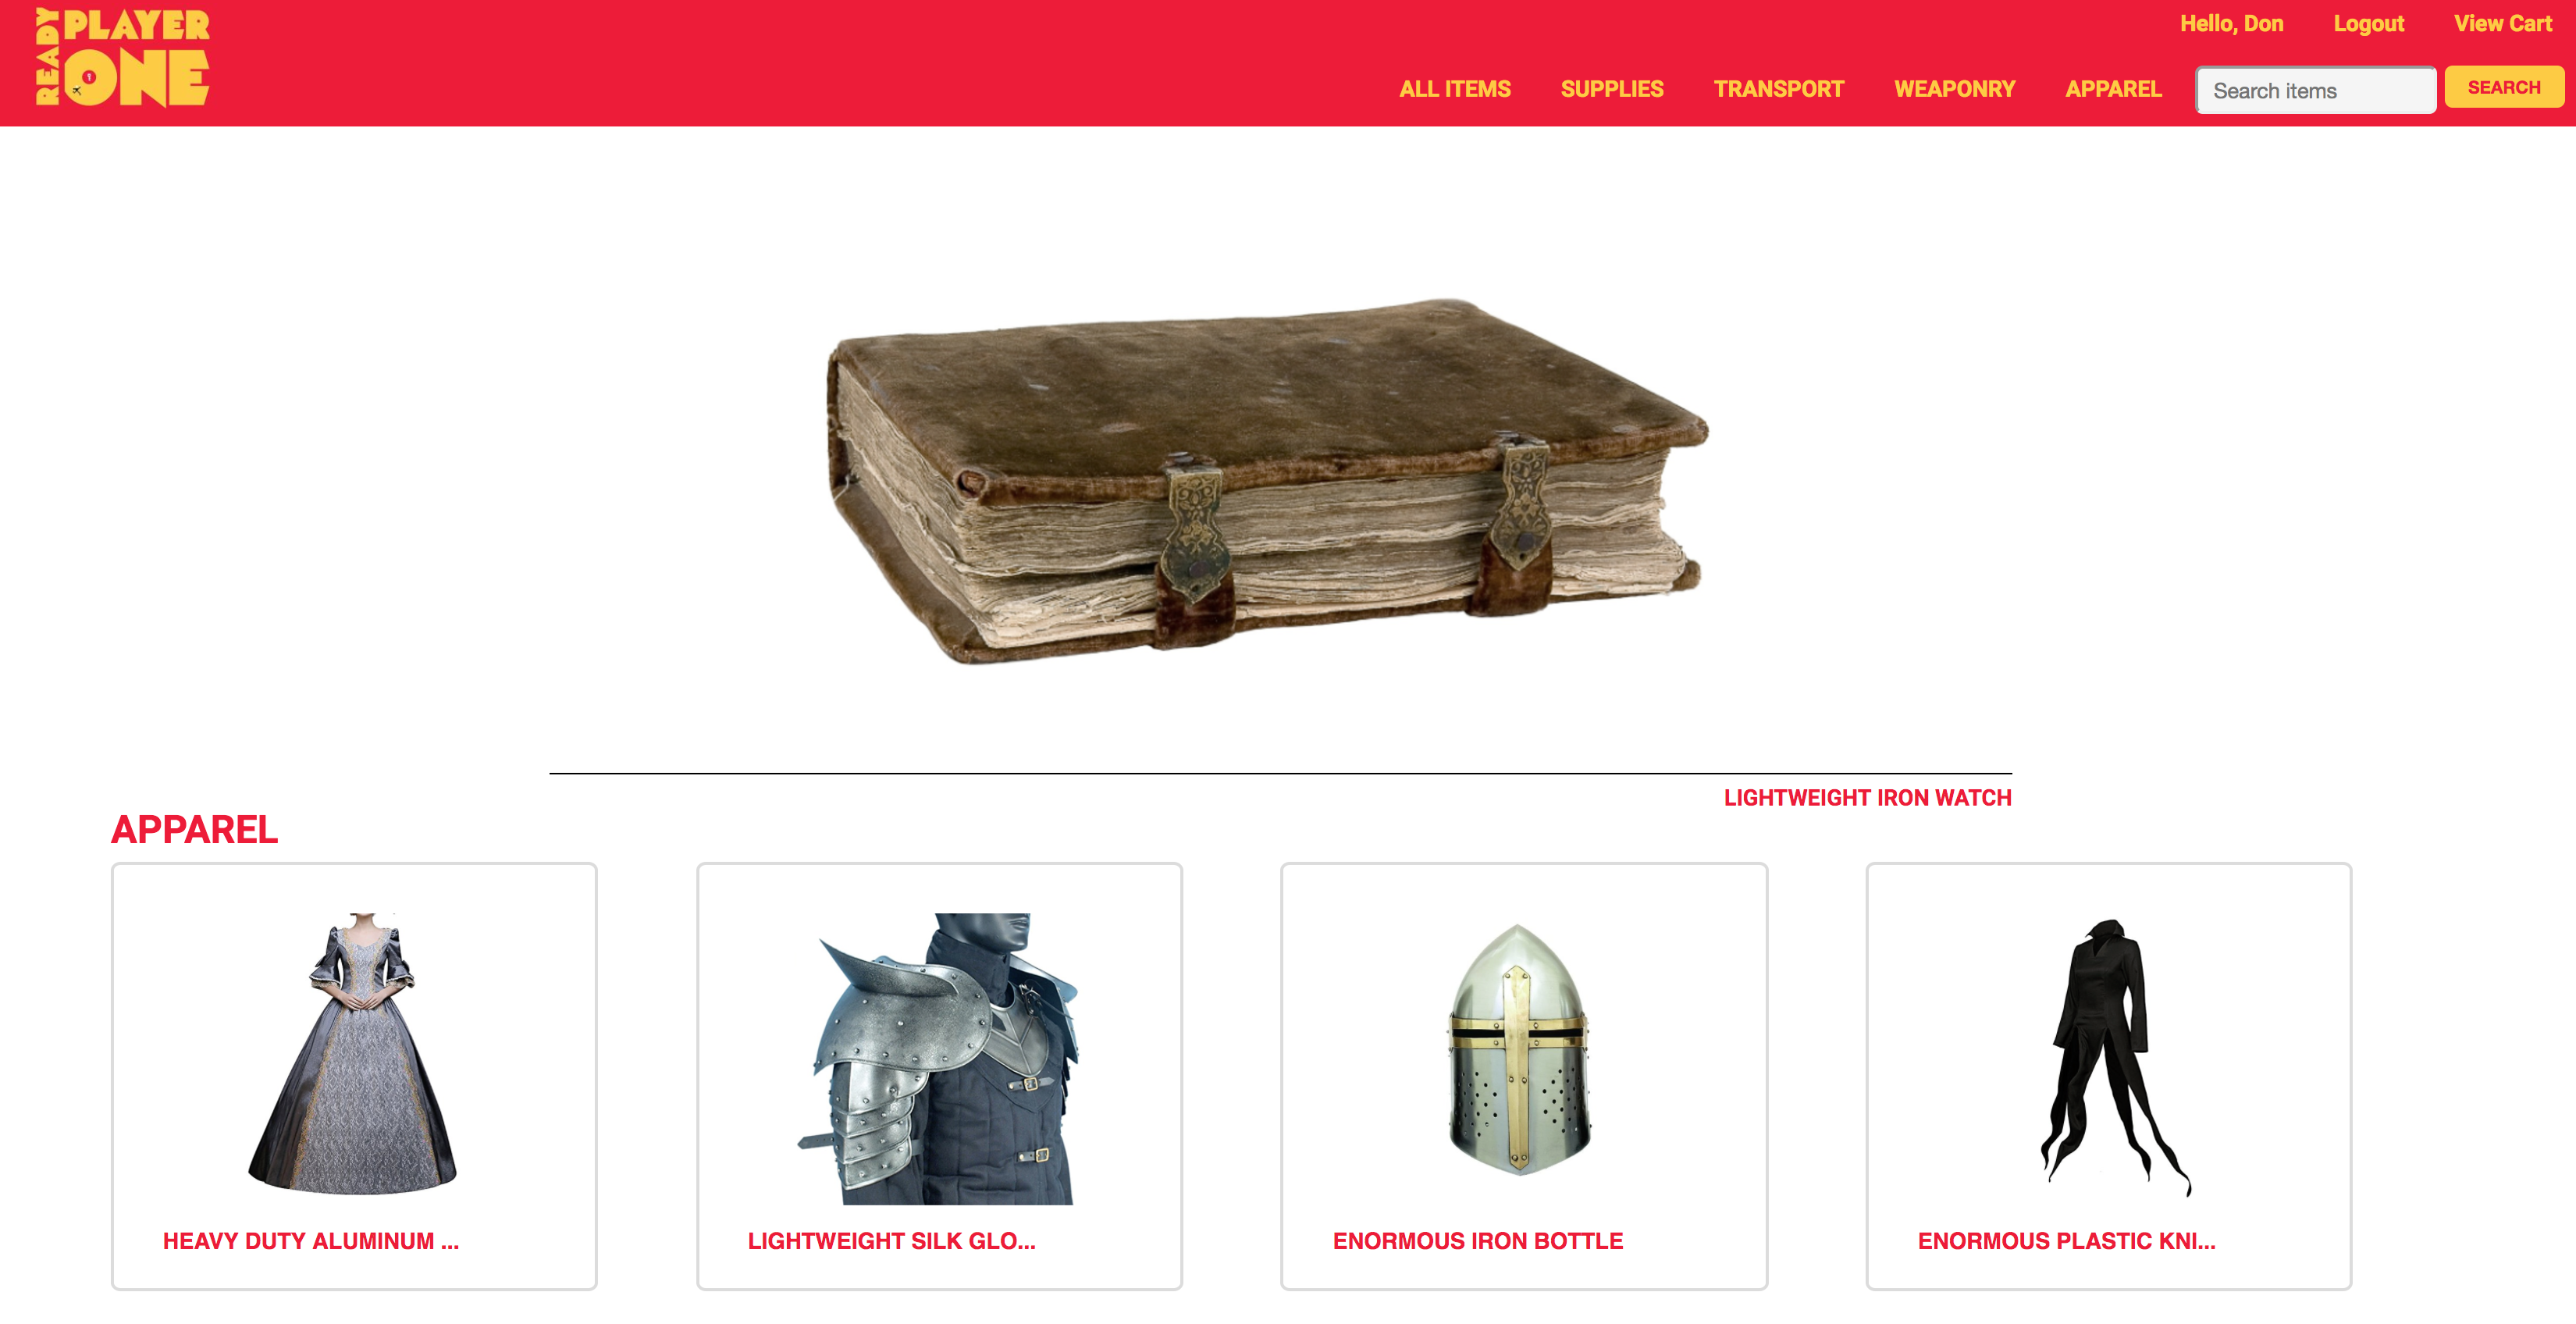 READY
PLAYER
ONE
Hello, Don Logout View Cart
ALL ITEMS SUPPLIES TRANSPORT WEAPONRY APPAREL Search items SEARCH
LIGHTWEIGHT IRON WATCH
APPAREL
HEAVY DUTY ALUMINUM ... LIGHTWEIGHT SILK GLO... ENORMOUS IRON BOTTLE ENORMOUS PLASTIC KNI...